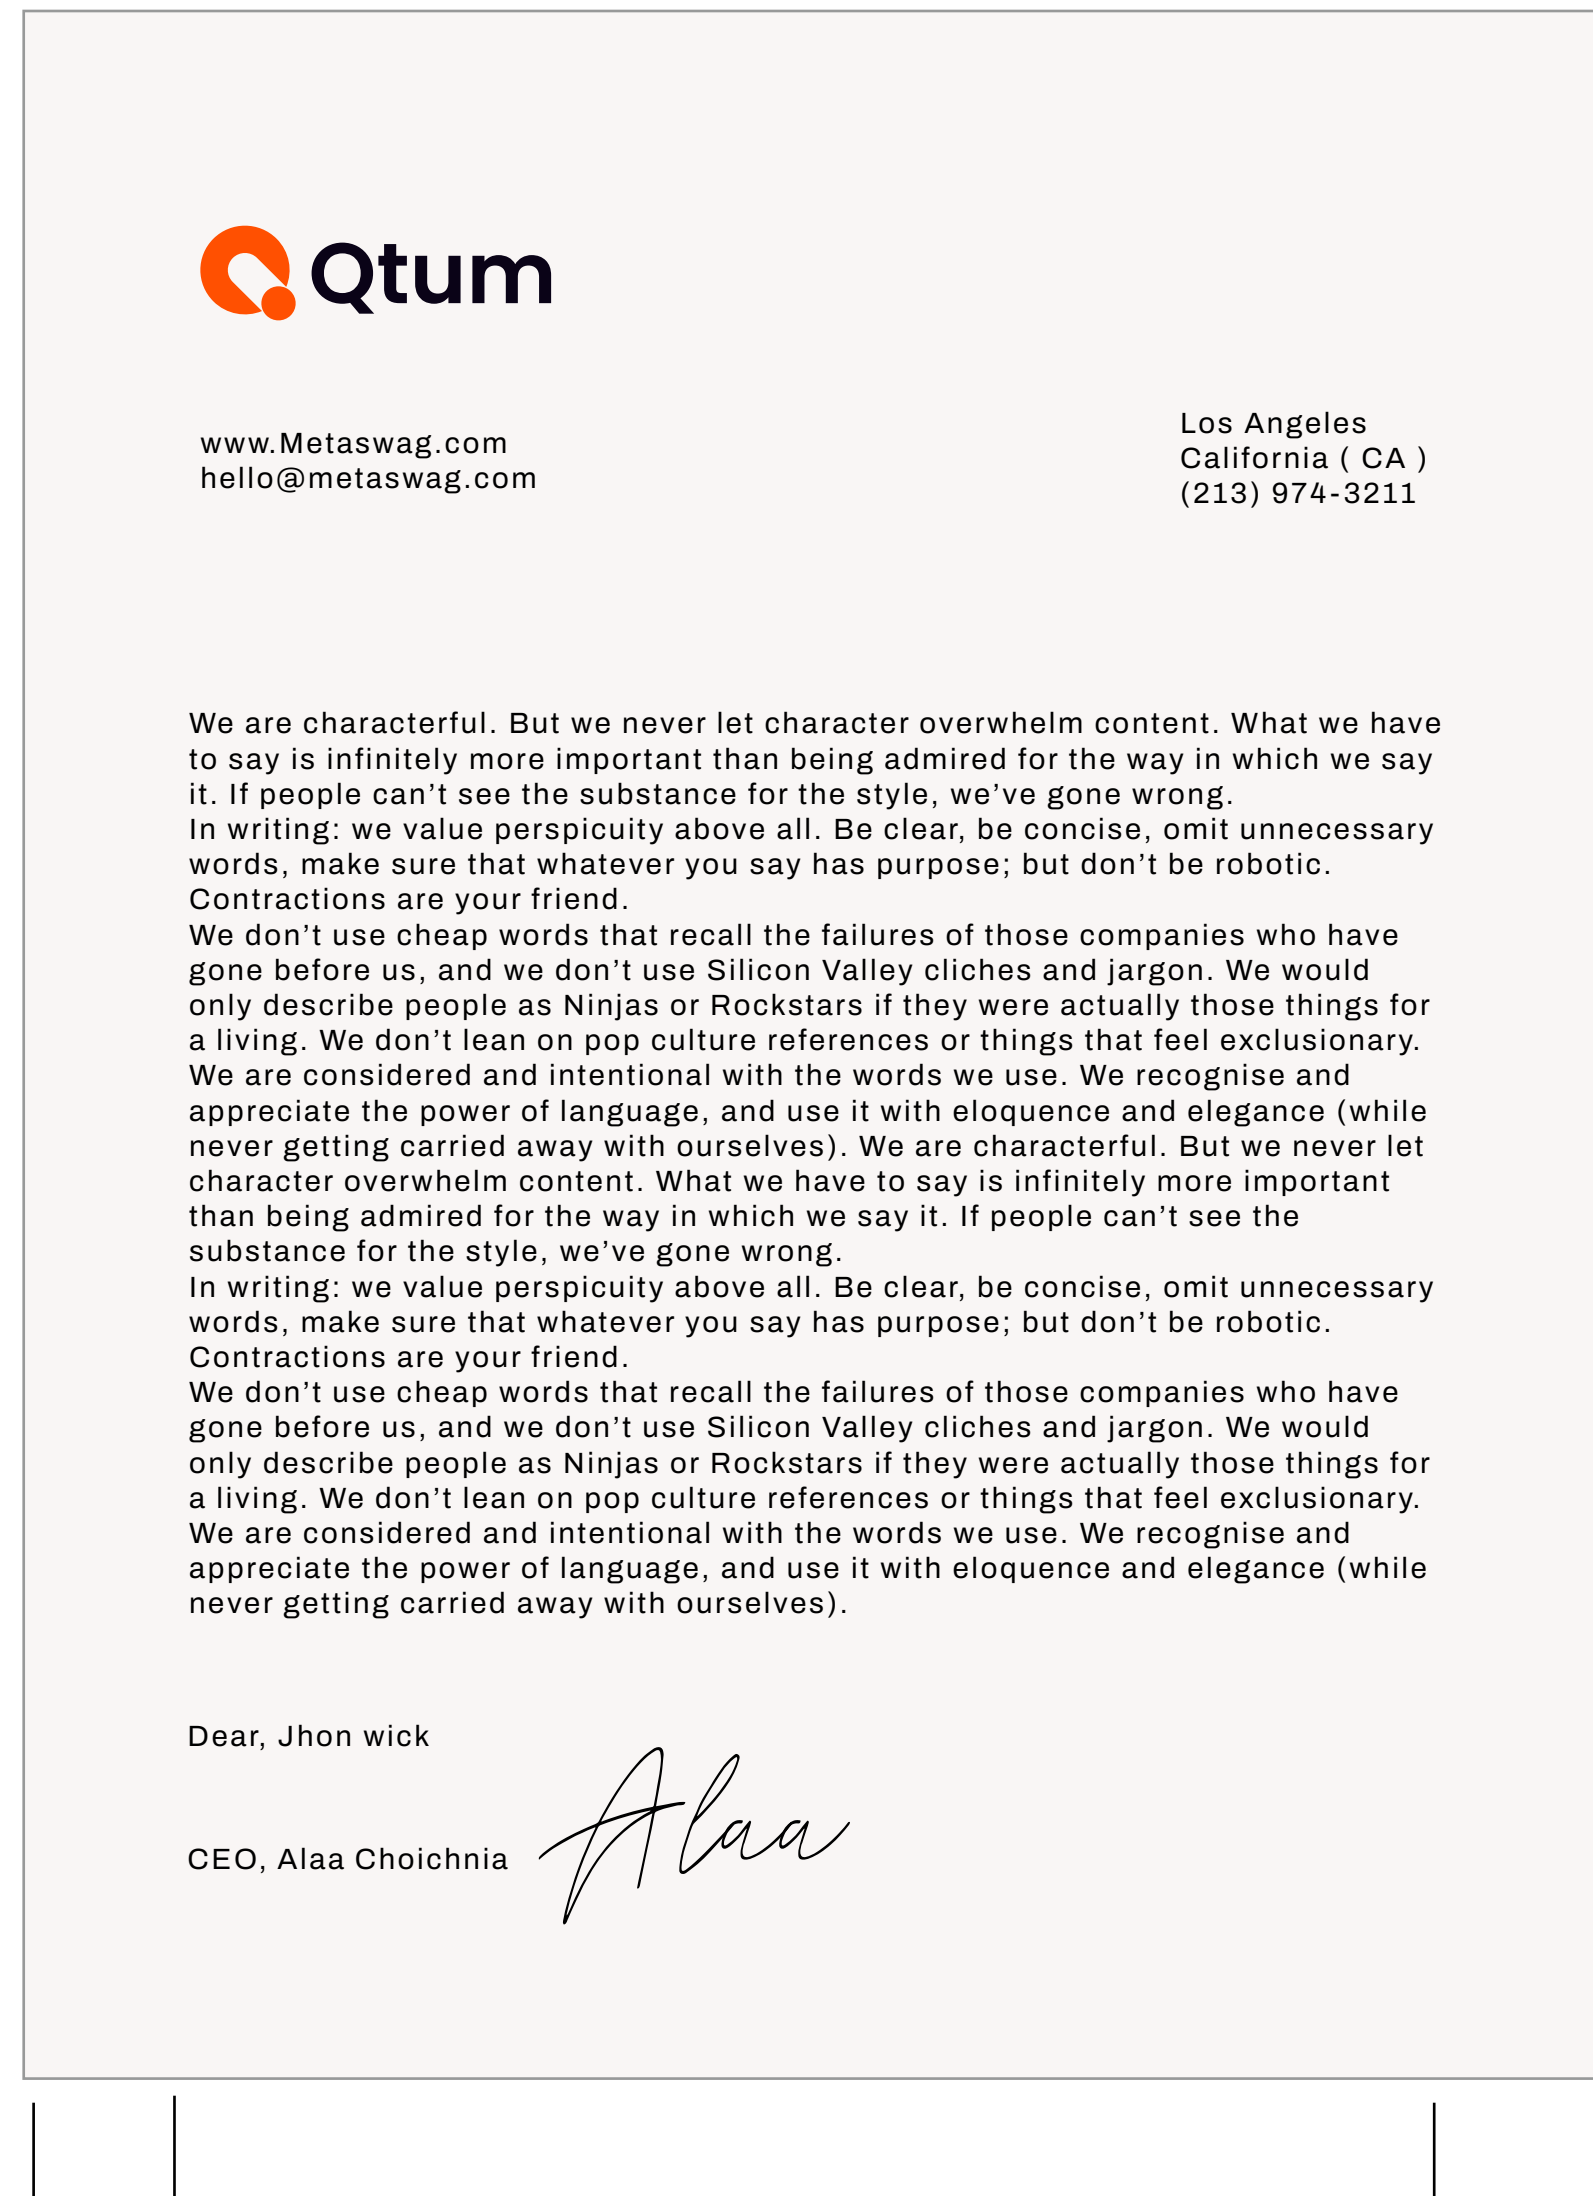 Qtum
www.Metaswag.com
hello@metaswag.com
Los Angeles
California ( CA )
(213) 974-3211
We are characterful. But we never let character overwhelm content. What we have
to say is infinitely more important than being admired for the way in which we say
it. If people can’t see the substance for the style, we’ve gone wrong.
In writing: we value perspicuity above all. Be clear, be concise, omit unnecessary
words, make sure that whatever you say has purpose; but don’t be robotic.
Contractions are your friend.
We don’t use cheap words that recall the failures of those companies who have
gone before us, and we don’t use Silicon Valley cliches and jargon. We would
only describe people as Ninjas or Rockstars if they were actually those things for
a living. We don’t lean on pop culture references or things that feel exclusionary.
We are considered and intentional with the words we use. We recognise and
appreciate the power of language, and use it with eloquence and elegance (while
never getting carried away with ourselves). We are characterful. But we never let
character overwhelm content. What we have to say is infinitely more important
than being admired for the way in which we say it. If people can’t see the
substance for the style, we’ve gone wrong.
In writing: we value perspicuity above all. Be clear, be concise, omit unnecessary
words, make sure that whatever you say has purpose; but don’t be robotic.
Contractions are your friend.
We don’t use cheap words that recall the failures of those companies who have
gone before us, and we don’t use Silicon Valley cliches and jargon. We would
only describe people as Ninjas or Rockstars if they were actually those things for
a living. We don’t lean on pop culture references or things that feel exclusionary.
We are considered and intentional with the words we use. We recognise and
appreciate the power of language, and use it with eloquence and elegance (while
never getting carried away with ourselves).
Dear, Jhon wick
CEO, Alaa Choichnia
Alaa